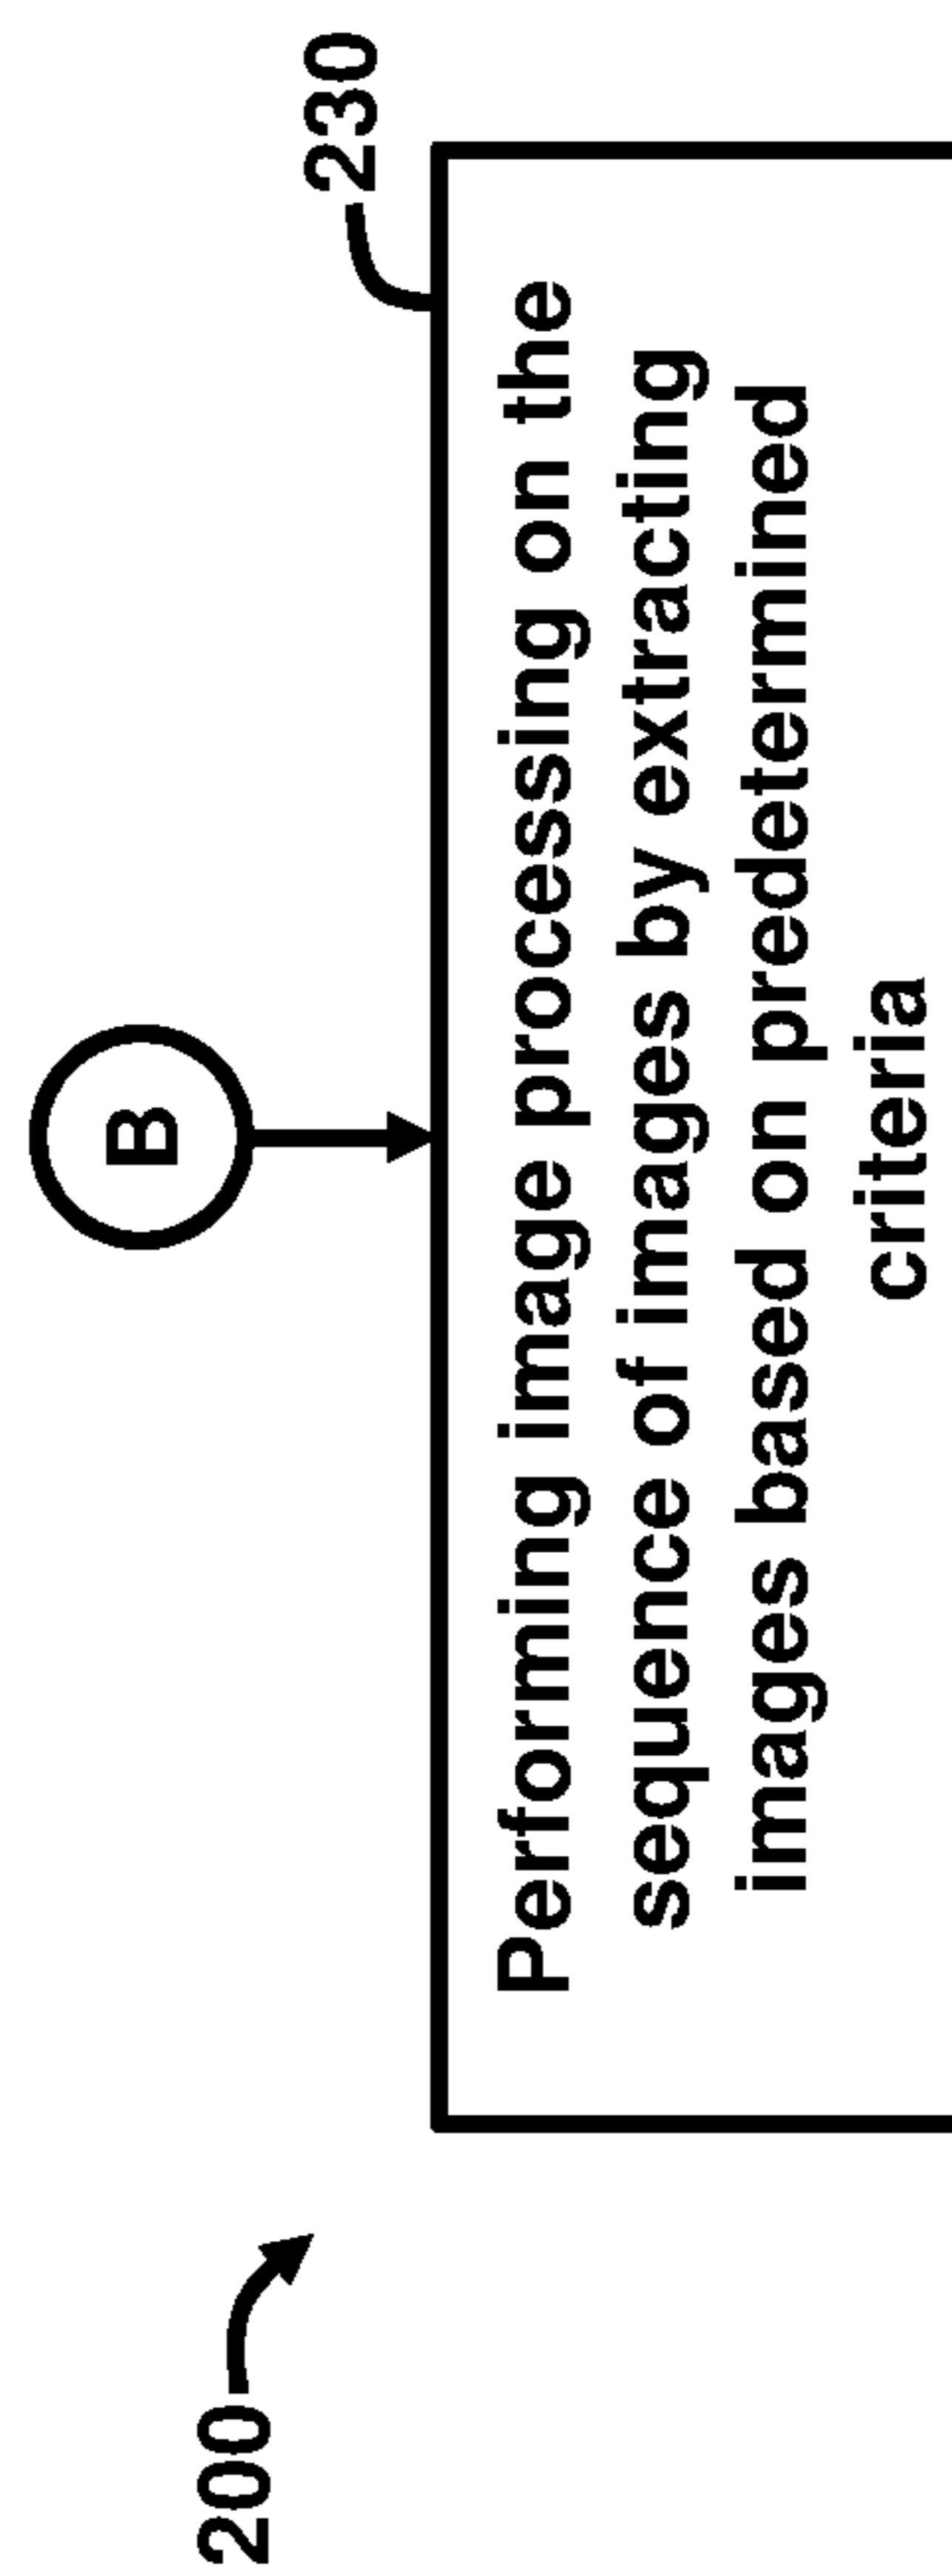 B
200
230
Performing image processing on the
sequence of images by extracting
images based on predetermined
criteria